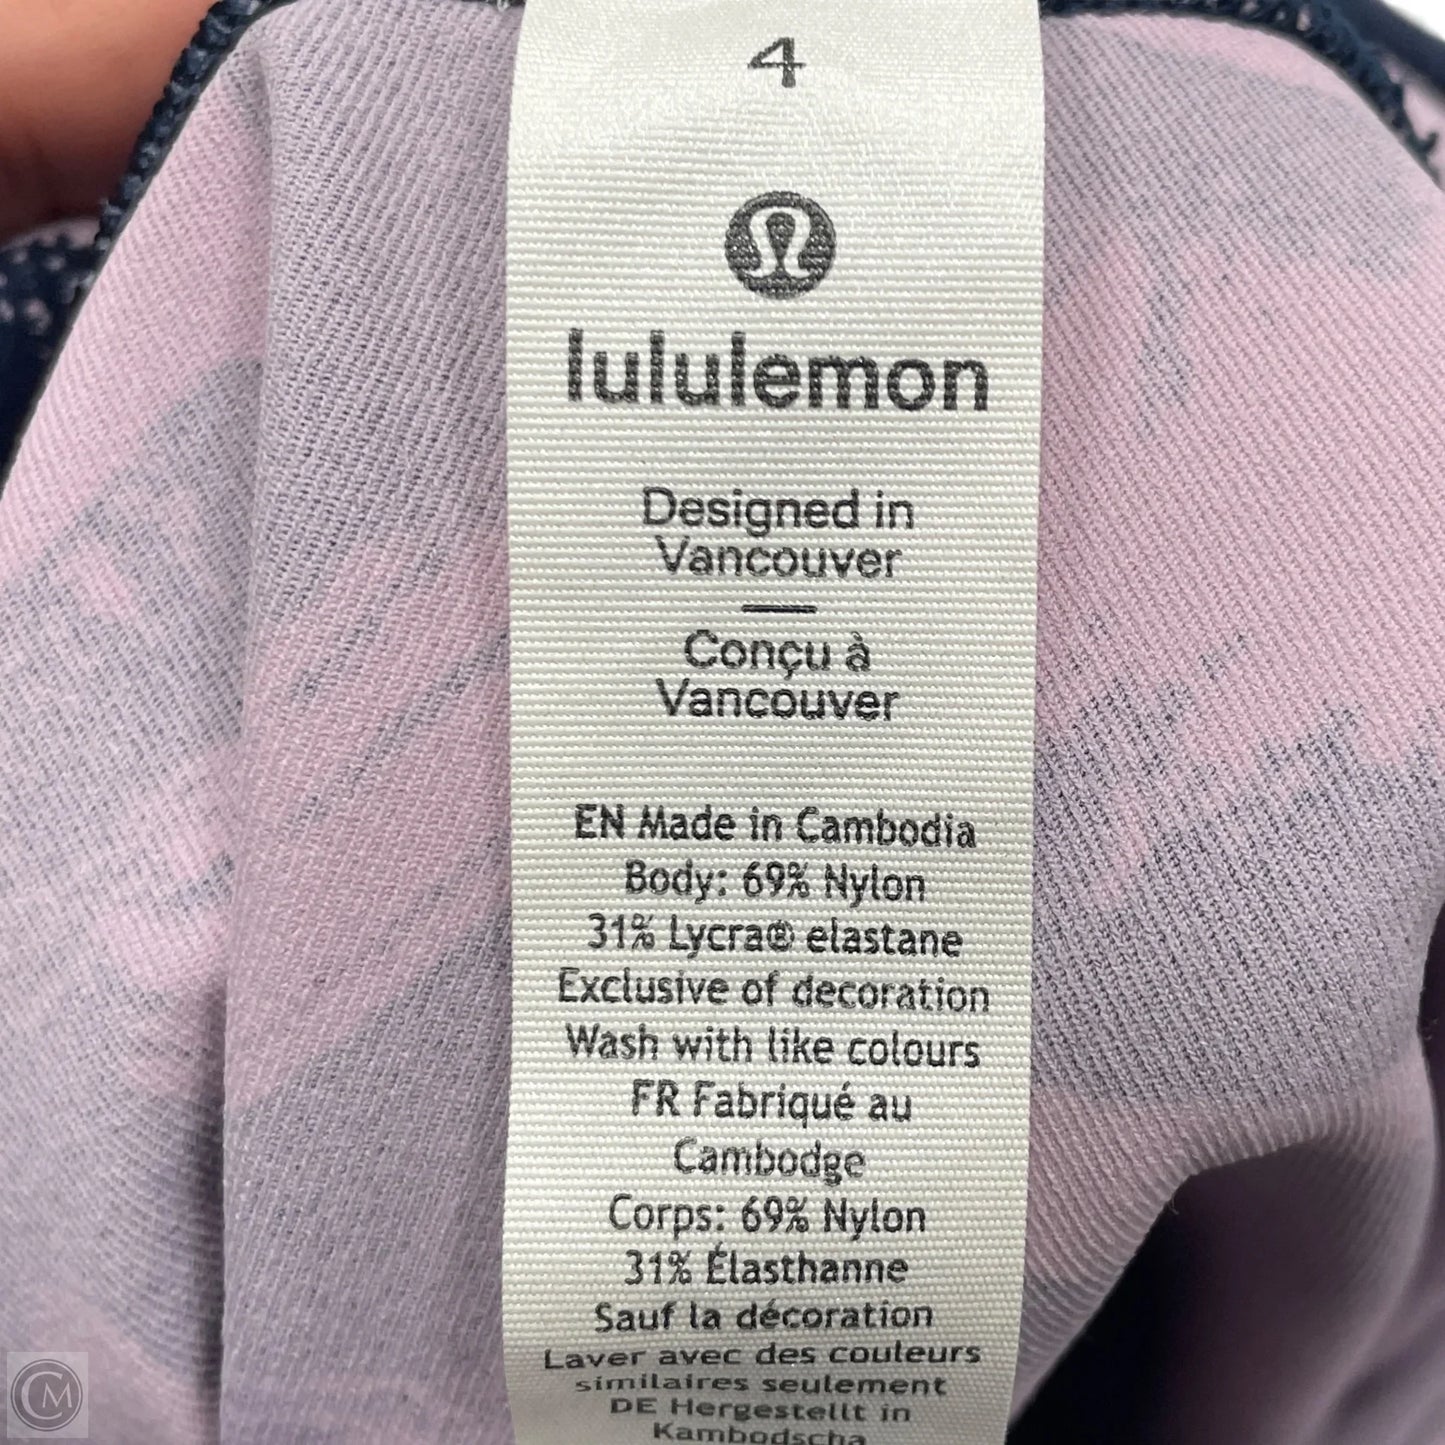 4
lululemon
Designed in
Vancouver
Conçu à
Vancouver
EN Made in Cambodia
Body: 69% Nylon
31% Lycra® elastane
Exclusive of decoration
Wash with like colours
FR Fabriqué au
Cambodge
Corps: 69% Nylon
31% Élasthanne
Sauf la décoration
Laver avec des couleurs
similaires seulement
DE Hergestellt in
Kambodscha
CM